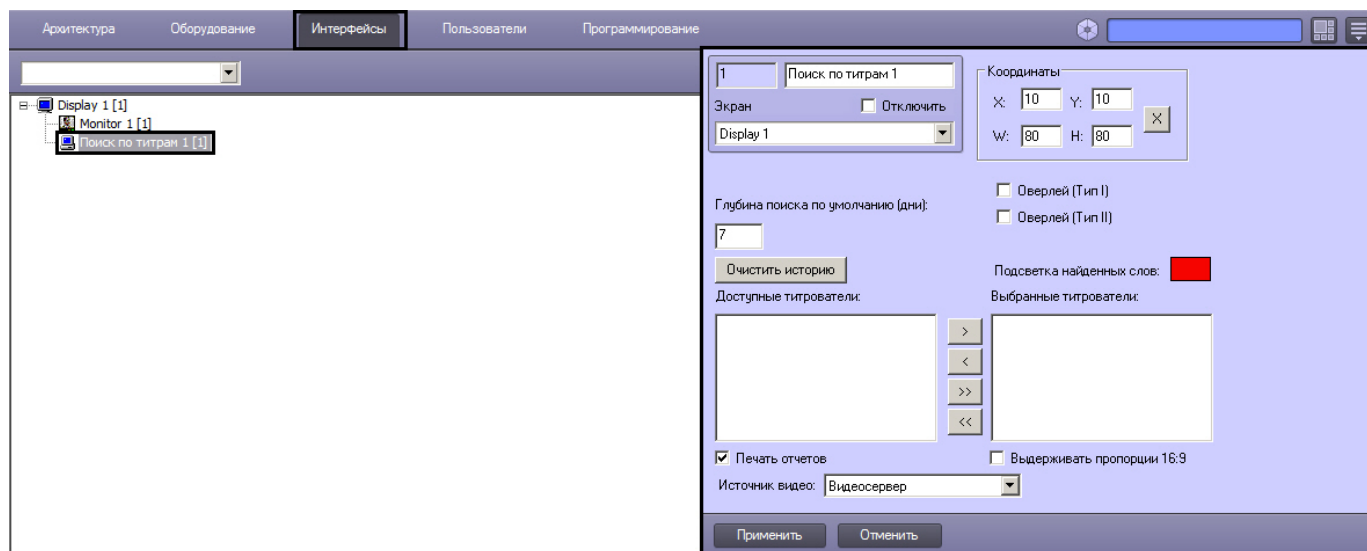 Архитектура Оборудование Интерфейсы Пользователи Программирование
Display 1 [1]
Monitor 1 [1]
Поиск по титрам 1 [1]
1 Поиск по титрам 1
Экран Отключить
Display 1
Координаты
X: 10 Y: 10
X
W: 80 H: 80
Глубина поиска по умолчанию (дни):
7
Оверлей (Тип I)
Оверлей (Тип II)
Очистить историю
Подсветка найденных слов:
Доступные титрователи: Выбранные титрователи:
>
<
>>
<<
Печать отчетов Выдерживать пропорции 16:9
Источник видео: Видеосервер
Применить Отменить